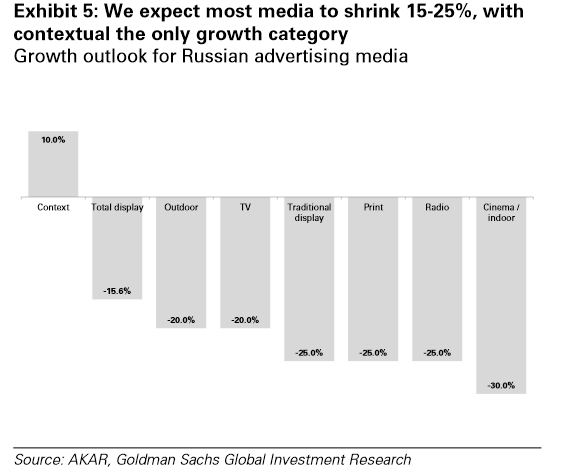 Exhibit 5: We expect most media to shrink 15-25%, with
contextual the only growth category
Growth outlook for Russian advertising media
10.0%
Context
Total display
Outdoor
TV
Traditional
display
Print
Radio
Cinema /
indoor
-15.6%
-20.0%
-20.0%
-25.0%
-25.0%
-25.0%
-30.0%
Source: AKAR, Goldman Sachs Global Investment Research